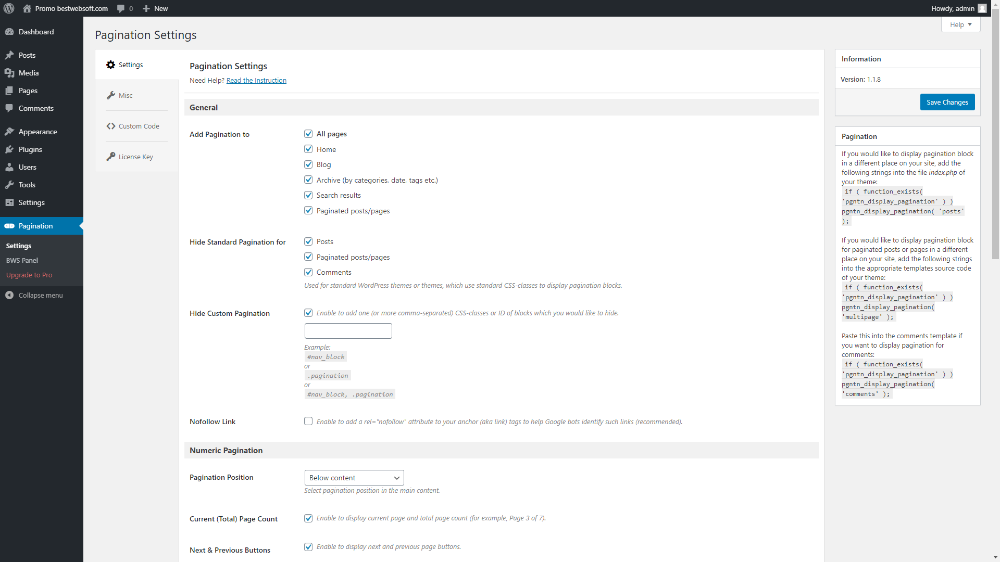 Promo bestwebsoft.com
0
New
Howdy, admin
Help
Dashboard
Posts
Media
Pages
Comments
Appearance
Plugins
Users
Tools
Settings
Pagination
Settings
BWS Panel
Upgrade to Pro
Collapse menu
Pagination Settings
Settings
Misc
Custom Code
License Key
Pagination Settings
Need Help? Read the Instruction
General
Add Pagination to
All pages
Home
Blog
Archive (by categories, date, tags etc.)
Search results
Paginated posts/pages
Hide Standard Pagination for
Posts
Paginated posts/pages
Comments
Used for standard WordPress themes or themes, which use standard CSS-classes to display pagination blocks.
Hide Custom Pagination
Enable to add one (or more comma-separated) CSS-classes or ID of blocks which you would like to hide.
Example:
#nav_block
or
.pagination
or
#nav_block, .pagination
Nofollow Link
Enable to add a rel="nofollow" attribute to your anchor (aka link) tags to help Google bots identify such links (recommended).
Numeric Pagination
Pagination Position
Below content
Select pagination position in the main content.
Current (Total) Page Count
Enable to display current page and total page count (for example, Page 3 of 7).
Next & Previous Buttons
Enable to display next and previous page buttons.
Information
Version: 1.1.8
Save Changes
Pagination
If you would like to display pagination block
in a different place on your site, add the
following strings into the file index.php of
your theme:
if ( function_exists(
'pgntn_display_pagination' ) )
pgntn_display_pagination( 'posts'
);
If you would like to display pagination block
for paginated posts or pages in a different
place on your site, add the following strings
into the appropriate templates source code
of your theme:
if ( function_exists(
'pgntn_display_pagination' ) )
pgntn_display_pagination(
'multipage' );
Paste this into the comments template if
you want to display pagination for
comments:
if ( function_exists(
'pgntn_display_pagination' ) )
pgntn_display_pagination(
'comments' );